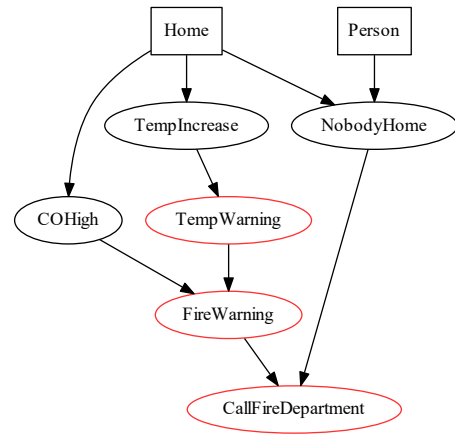 Home
Person
TempIncrease
NobodyHome
COHigh
TempWarning
FireWarning
CallFireDepartment